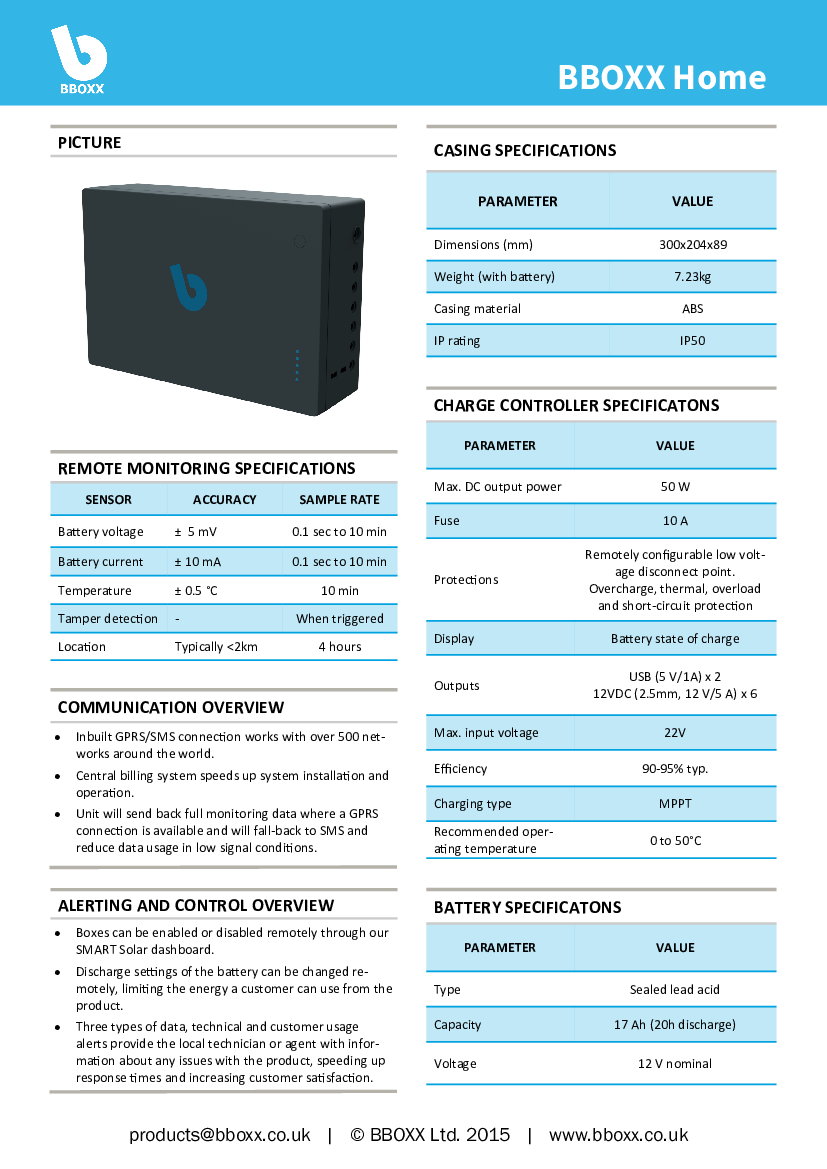 BBOXX
BBOXX Home
PICTURE
REMOTE MONITORING SPECIFICATIONS
SENSOR ACCURACY SAMPLE RATE
Battery voltage ± 5 mV 0.1 sec to 10 min
Battery current ± 10 mA 0.1 sec to 10 min
Temperature ± 0.5 °C 10 min
Tamper detection - When triggered
Location Typically <2km 4 hours
COMMUNICATION OVERVIEW
• Inbuilt GPRS/SMS connection works with over 500 net-
works around the world.
• Central billing system speeds up system installation and
operation.
• Unit will send back full monitoring data where a GPRS
connection is available and will fall-back to SMS and
reduce data usage in low signal conditions.
ALERTING AND CONTROL OVERVIEW
• Boxes can be enabled or disabled remotely through our
SMART Solar dashboard.
• Discharge settings of the battery can be changed re-
motely, limiting the energy a customer can use from the
product.
• Three types of data, technical and customer usage
alerts provide the local technician or agent with infor-
mation about any issues with the product, speeding up
response times and increasing customer satisfaction.
CASING SPECIFICATIONS
PARAMETER VALUE
Dimensions (mm) 300x204x89
Weight (with battery) 7.23kg
Casing material ABS
IP rating IP50
CHARGE CONTROLLER SPECIFICATONS
PARAMETER VALUE
Max. DC output power 50 W
Fuse 10 A
Protections
Remotely configurable low volt-
age disconnect point.
Overcharge, thermal, overload
and short-circuit protection
Display Battery state of charge
Outputs
USB (5 V/1A) x 2
12VDC (2.5mm, 12 V/5 A) x 6
Max. input voltage 22V
Efficiency 90-95% typ.
Charging type MPPT
Recommended oper-
ating temperature
0 to 50°C
BATTERY SPECIFICATONS
PARAMETER VALUE
Type Sealed lead acid
Capacity 17 Ah (20h discharge)
Voltage 12 V nominal
products@bboxx.co.uk | © BBOXX Ltd. 2015 | www.bboxx.co.uk